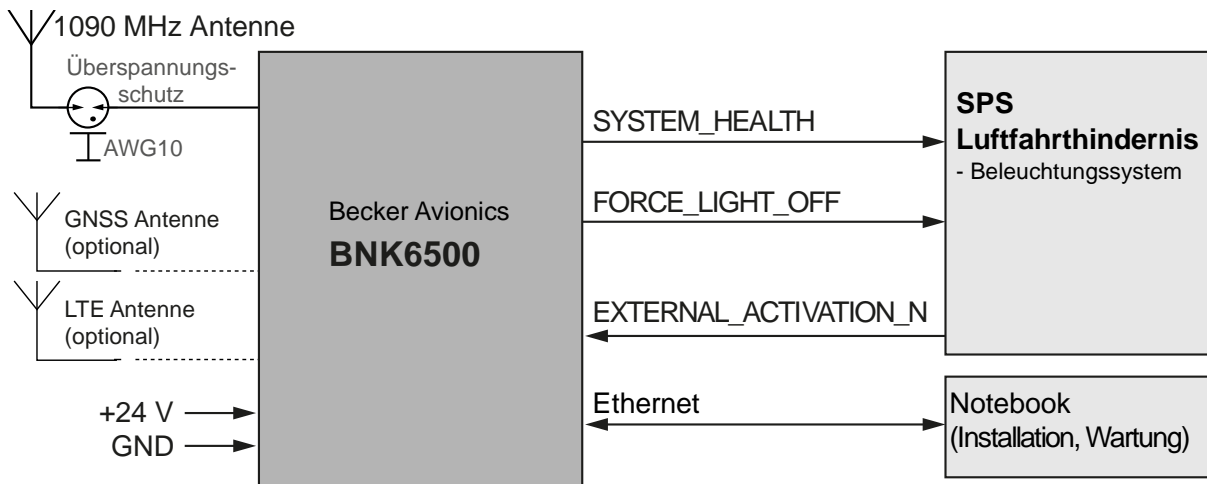 1090 MHz Antenne
Überspannungs-
schutz
AWG10
GNSS Antenne
(optional)
LTE Antenne
(optional)
+24 V
GND
Becker Avionics
BNK6500
SYSTEM_HEALTH
FORCE_LIGHT_OFF
EXTERNAL_ACTIVATION_N
Ethernet
SPS
Luftfahrthindernis
- Beleuchtungssystem
Notebook
(Installation, Wartung)